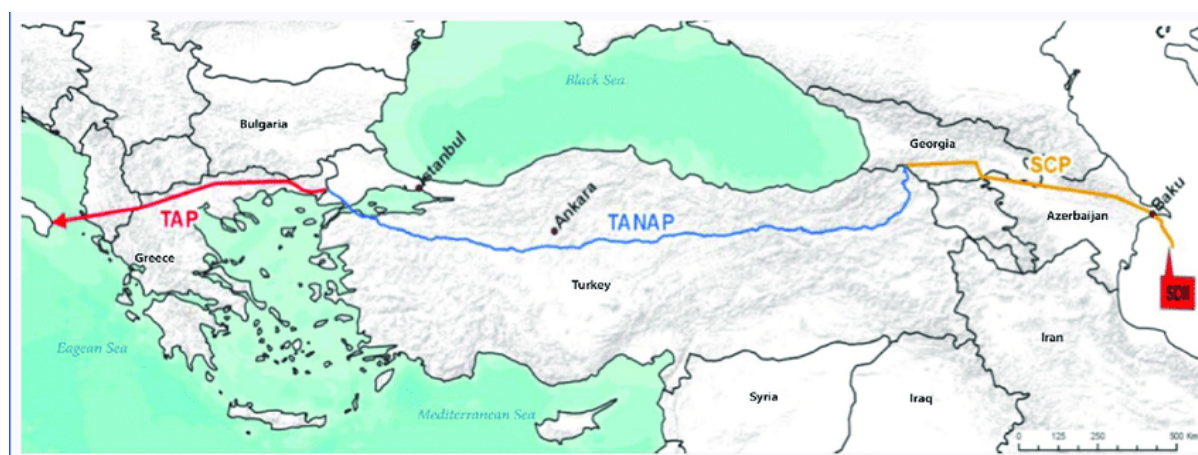 Black Sea
Bulgaria
Istanbul
Georgia
SCP
Baku
TAP
Ankara
TANAP
Azerbaijan
Greece
Turkey
SDII
Eagean Sea
Iran
Syria
Iraq
Mediterranean Sea
0 125 250 500 Km